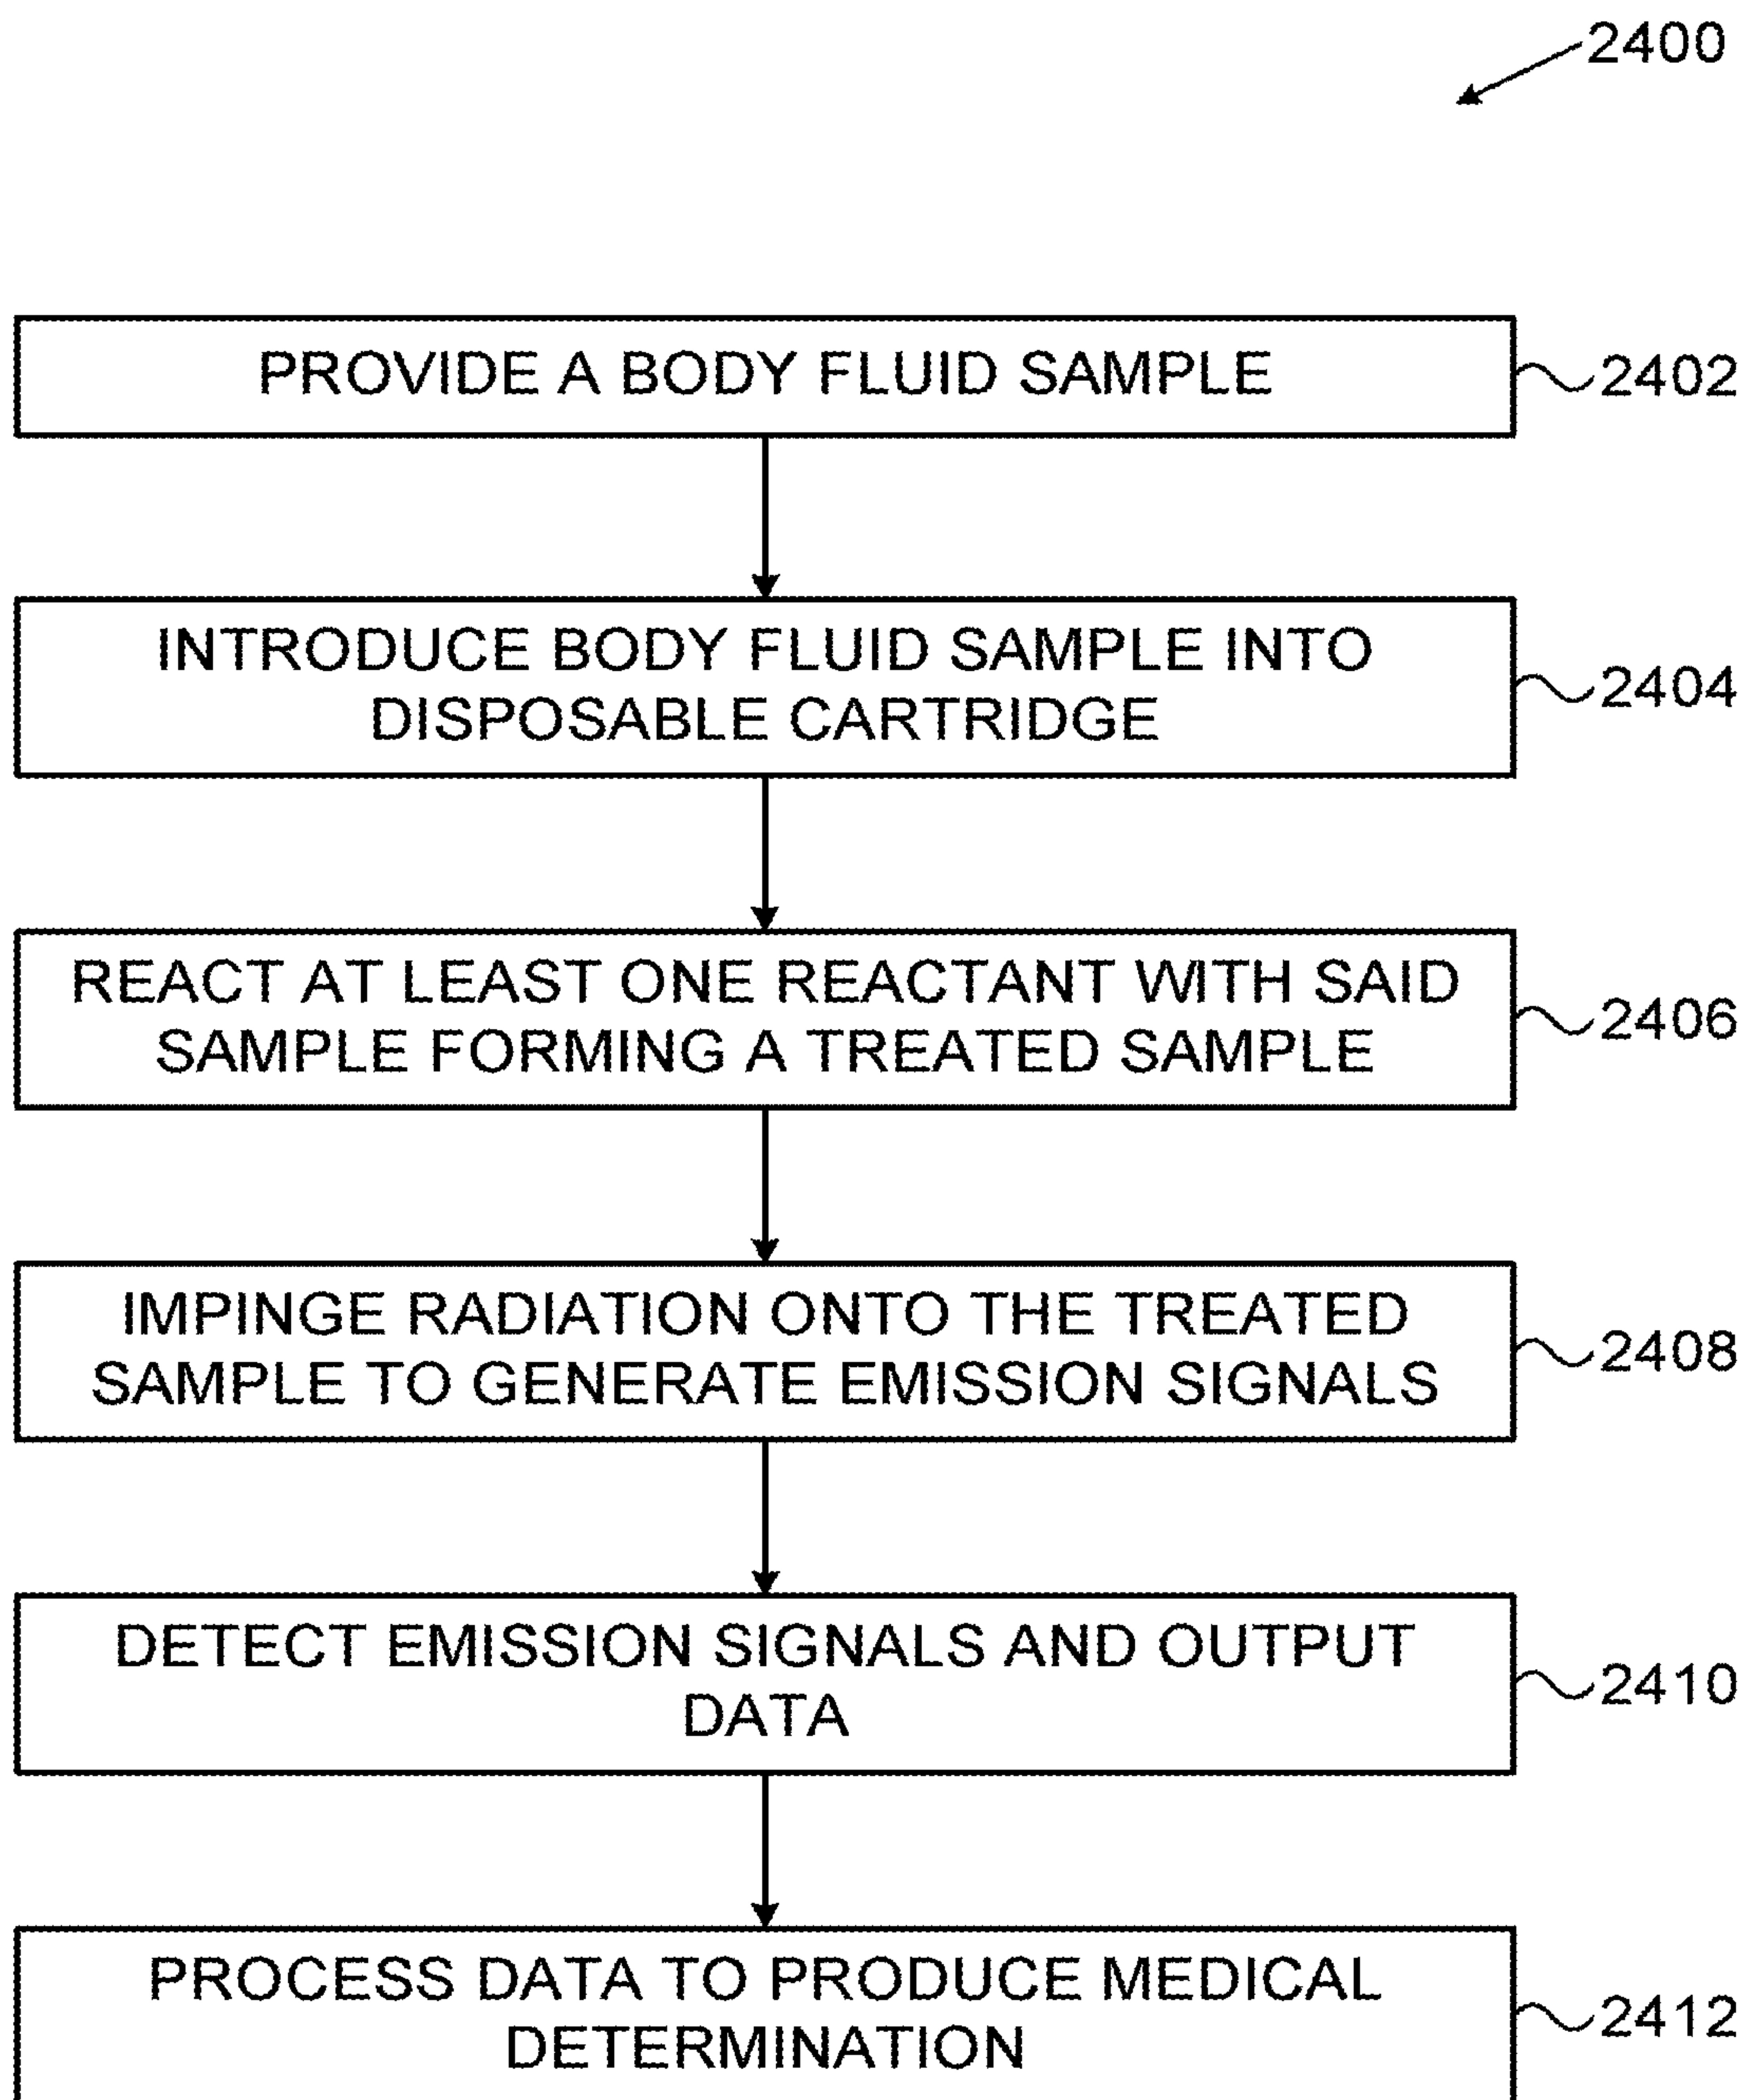 2400
PROVIDE A BODY FLUID SAMPLE
2402
INTRODUCE BODY FLUID SAMPLE INTO
DISPOSABLE CARTRIDGE
2404
REACT AT LEAST ONE REACTANT WITH SAID
SAMPLE FORMING A TREATED SAMPLE
2406
IMPINGE RADIATION ONTO THE TREATED
SAMPLE TO GENERATE EMISSION SIGNALS
2408
DETECT EMISSION SIGNALS AND OUTPUT
DATA
2410
PROCESS DATA TO PRODUCE MEDICAL
DETERMINATION
2412